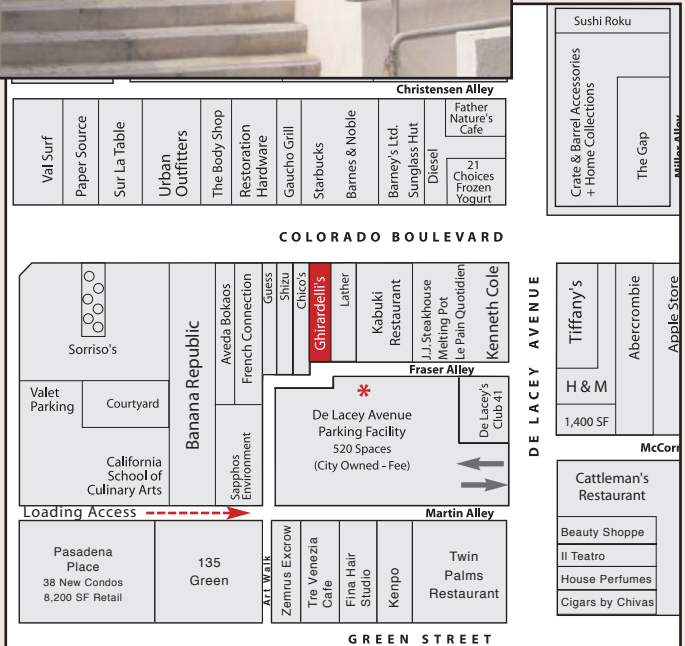 Sushi Roku
Christensen Alley
Val Surf
Paper Source
Sur La Table
Urban
Outfitters
The Body Shop
Restoration
Hardware
Gaucho Grill
Starbucks
Barnes & Noble
Barney's Ltd.
Sunglass Hut
Diesel
Father
Nature's
Cafe
21
Choices
Frozen
Yogurt
Crate & Barrel Accessories
+ Home Collections
The Gap
Miller Alley
COLORADO BOULEVARD
Sorriso's
Valet
Parking
Courtyard
California
School of
Culinary Arts
Banana Republic
Aveda Bokaos
French Connection
Sapphos
Environment
Guess
Shizu
Chico's
Ghirardelli's
Lather
Kabuki
Restaurant
J.J. Steakhouse
Melting Pot
Le Pain Quotidien
Kenneth Cole
Fraser Alley
*
De Lacey Avenue
Parking Facility
520 Spaces
(City Owned - Fee)
De Lacey's
Club 41
DE LACEY AVENUE
Tiffany's
Abercrombie
Apple Store
H & M
1,400 SF
McCorn
Loading Access
Martin Alley
Cattleman's
Restaurant
Beauty Shoppe
Il Teatro
House Perfumes
Cigars by Chivas
Pasadena
Place
38 New Condos
8,200 SF Retail
135
Green
Art Walk
Zemrus Excrow
Tre Venezia
Cafe
Fina Hair
Studio
Kenpo
Twin
Palms
Restaurant
GREEN STREET